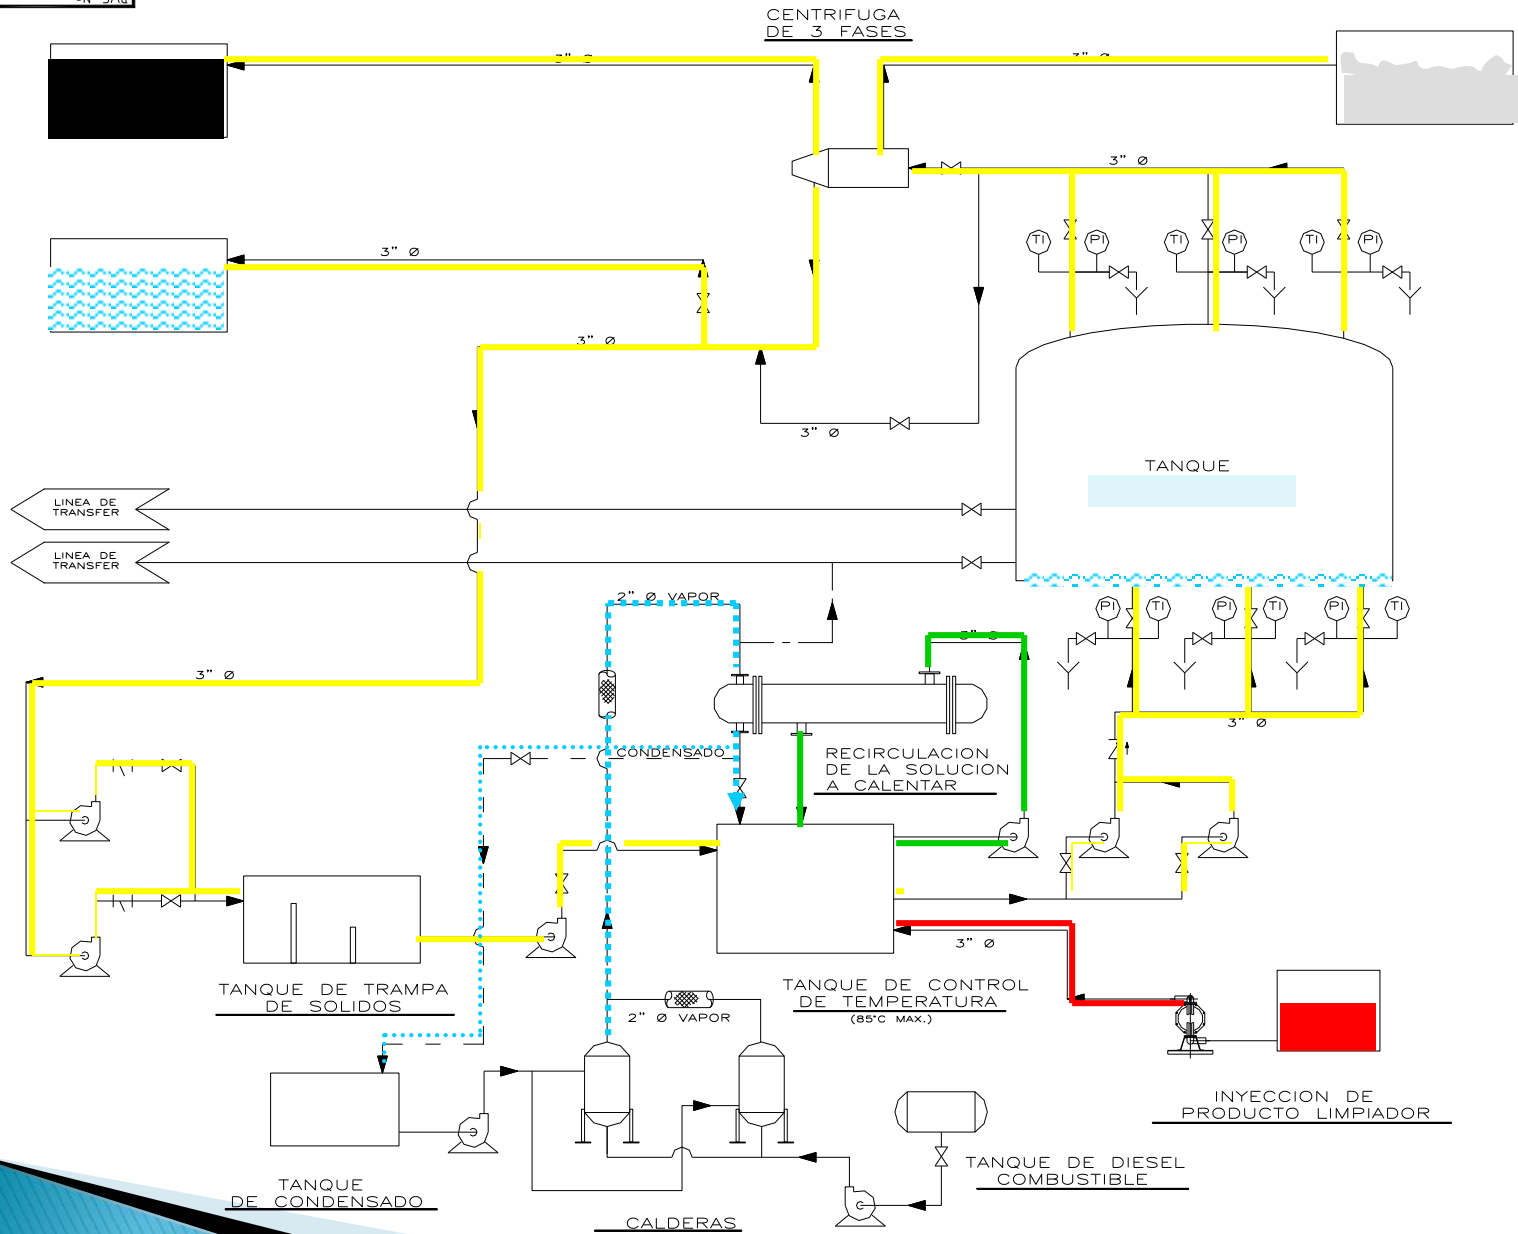 CENTRIFUGA
DE 3 FASES
3" Ø
3" Ø
3" Ø
TI
PI
TI
PI
TI
PI
3" Ø
3" Ø
3" Ø
TANQUE
LINEA DE
TRANSFER
LINEA DE
TRANSFER
2" Ø VAPOR
PI
TI
PI
TI
PI
TI
3" Ø
3" Ø
3" Ø
CONDENSADO
RECIRCULACION
DE LA SOLUCION
A CALENTAR
3" Ø
TANQUE DE TRAMPA
DE SOLIDOS
TANQUE DE CONTROL
DE TEMPERATURA
(85°C MAX.)
2" Ø VAPOR
INYECCION DE
PRODUCTO LIMPIADOR
TANQUE DE DIESEL
COMBUSTIBLE
TANQUE
DE CONDENSADO
CALDERAS